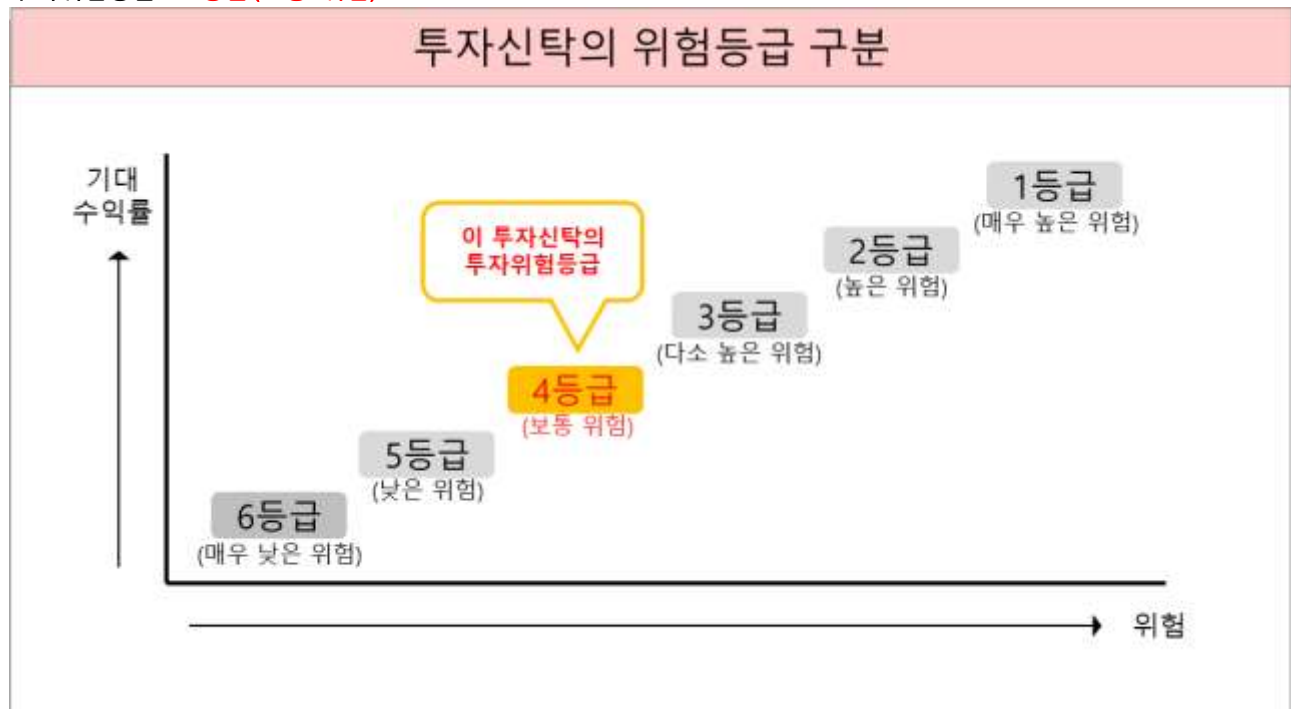 투자신탁의 위험등급 구분
기대
수익률
1등급
(매우 높은 위험)
이 투자신탁의
투자위험등급
2등급
(높은 위험)
3등급
(다소 높은 위험)
4등급
(보통 위험)
5등급
(낮은 위험)
6등급
(매우 낮은 위험)
위험